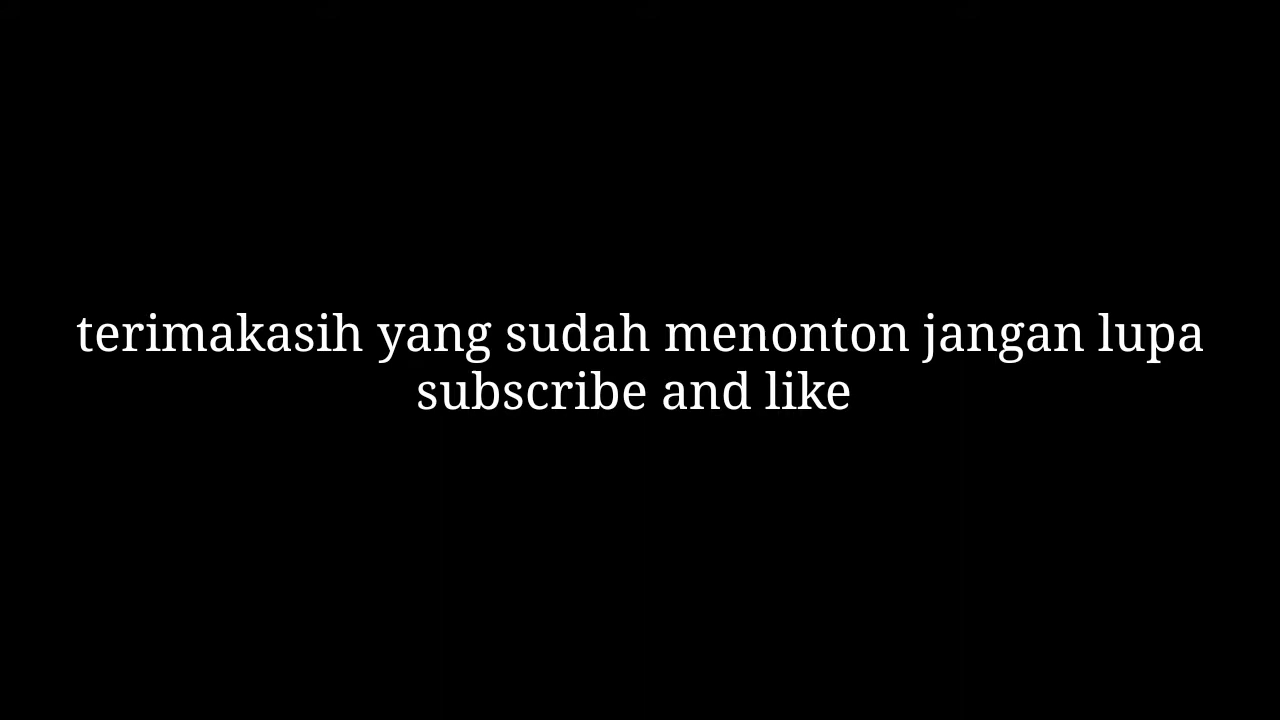 terimakasih yang sudah menonton jangan lupa
subscribe and like